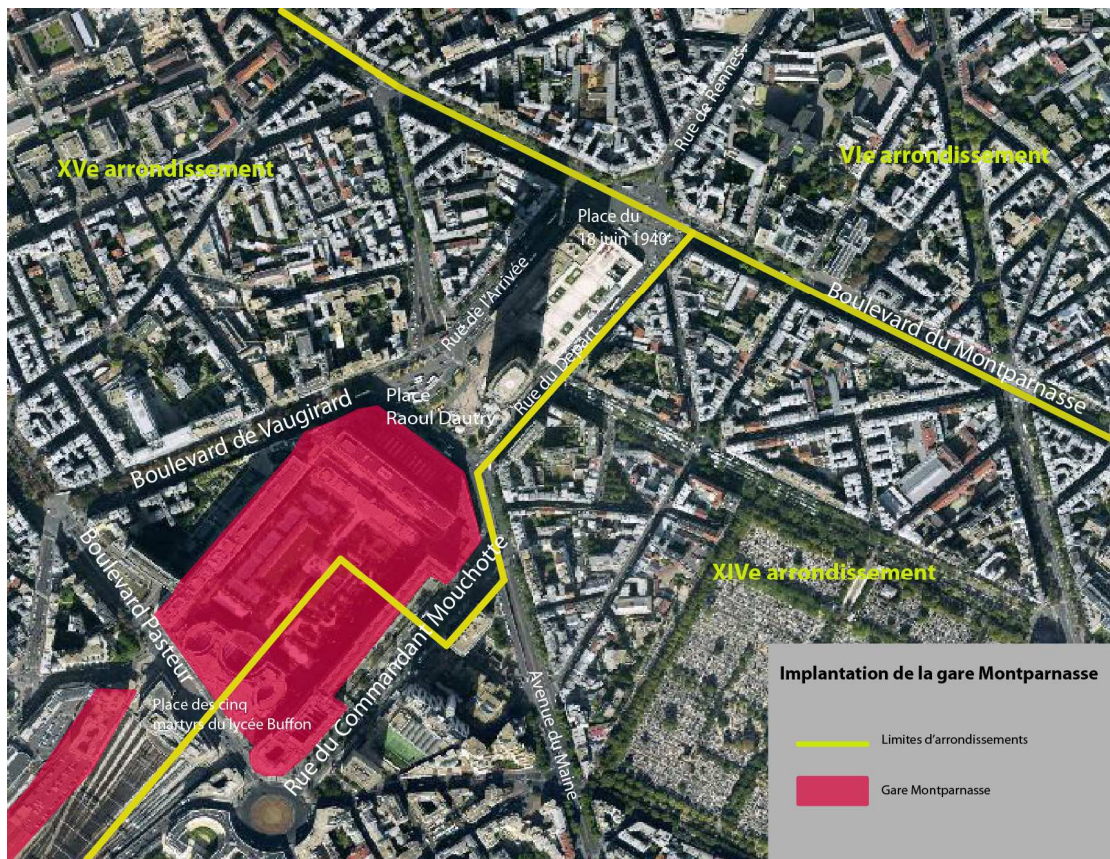 Rue de Rennes
XVe arrondissement
VIe arrondissement
Place du
18 juin 1940
Rue de l'Arrivée
Boulevard du Montparnasse
Rue du Départ
Place
Raoul Dautry
Boulevard de Vaugirard
Boulevard Pasteur
Rue du Commandant Mouchotte
XIVe arrondissement
Place des cinq
martyrs du lycée Buffon
Avenue du Maine
Implantation de la gare Montparnasse
Limites d'arrondissements
Gare Montparnasse